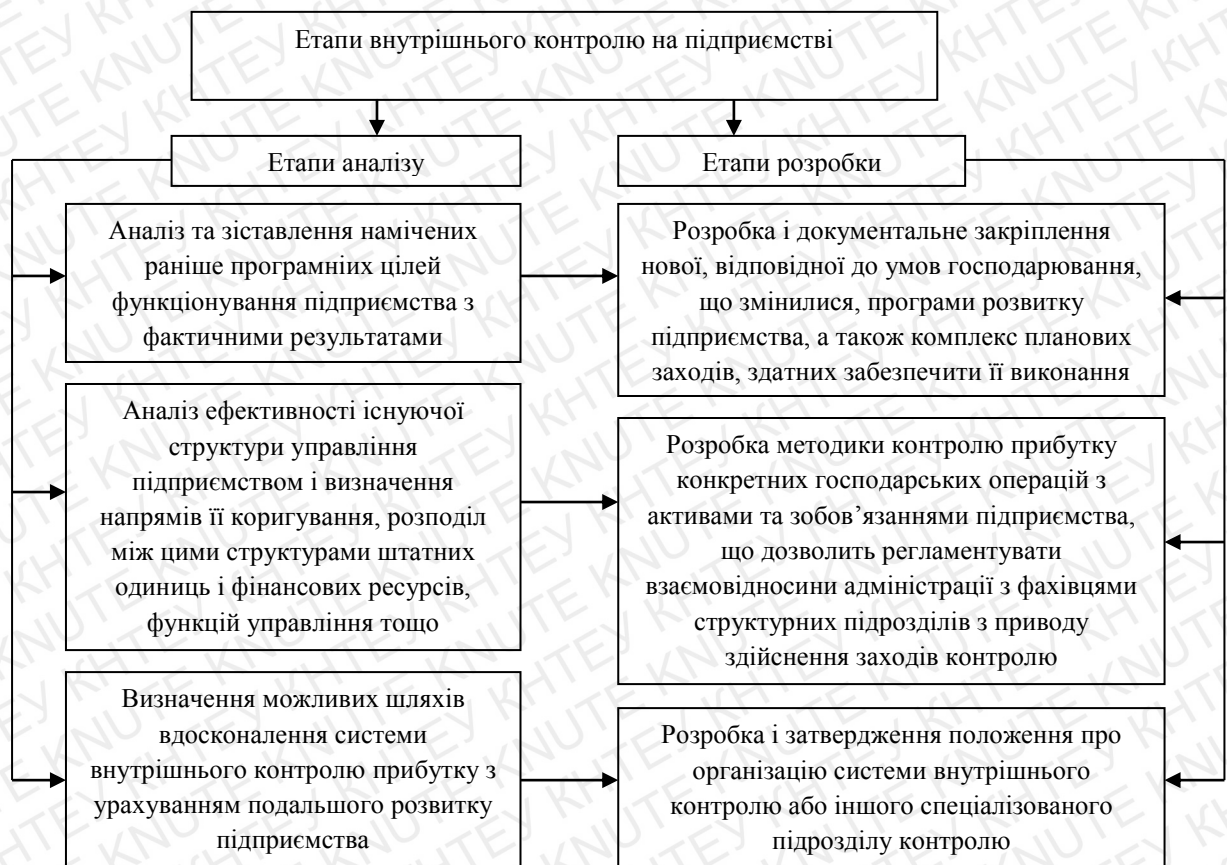 Етапи внутрішнього контролю на підприємстві
Етапи аналізу
Етапи розробки
Аналіз та зіставлення намічених
раніше програмніих цілей
функціонування підприємства з
фактичними результатами
Розробка і документальне закріплення
нової, відповідної до умов господарювання,
що змінилися, програми розвитку
підприємства, а також комплекс планових
заходів, здатних забезпечити її виконання
Аналіз ефективності існуючої
структури управління
підприємством і визначення
напрямів її коригування, розподіл
між цими структурами штатних
одиниць і фінансових ресурсів,
функцій управління тощо
Розробка методики контролю прибутку
конкретних господарських операцій з
активами та зобов’язаннями підприємства,
що дозволить регламентувати
взаємовідносини адміністрації з фахівцями
структурних підрозділів з приводу
здійснення заходів контролю
Визначення можливих шляхів
вдосконалення системи
внутрішнього контролю прибутку з
урахуванням подальшого розвитку
підприємства
Розробка і затвердження положення про
організацію системи внутрішнього
контролю або іншого спеціалізованого
підрозділу контролю